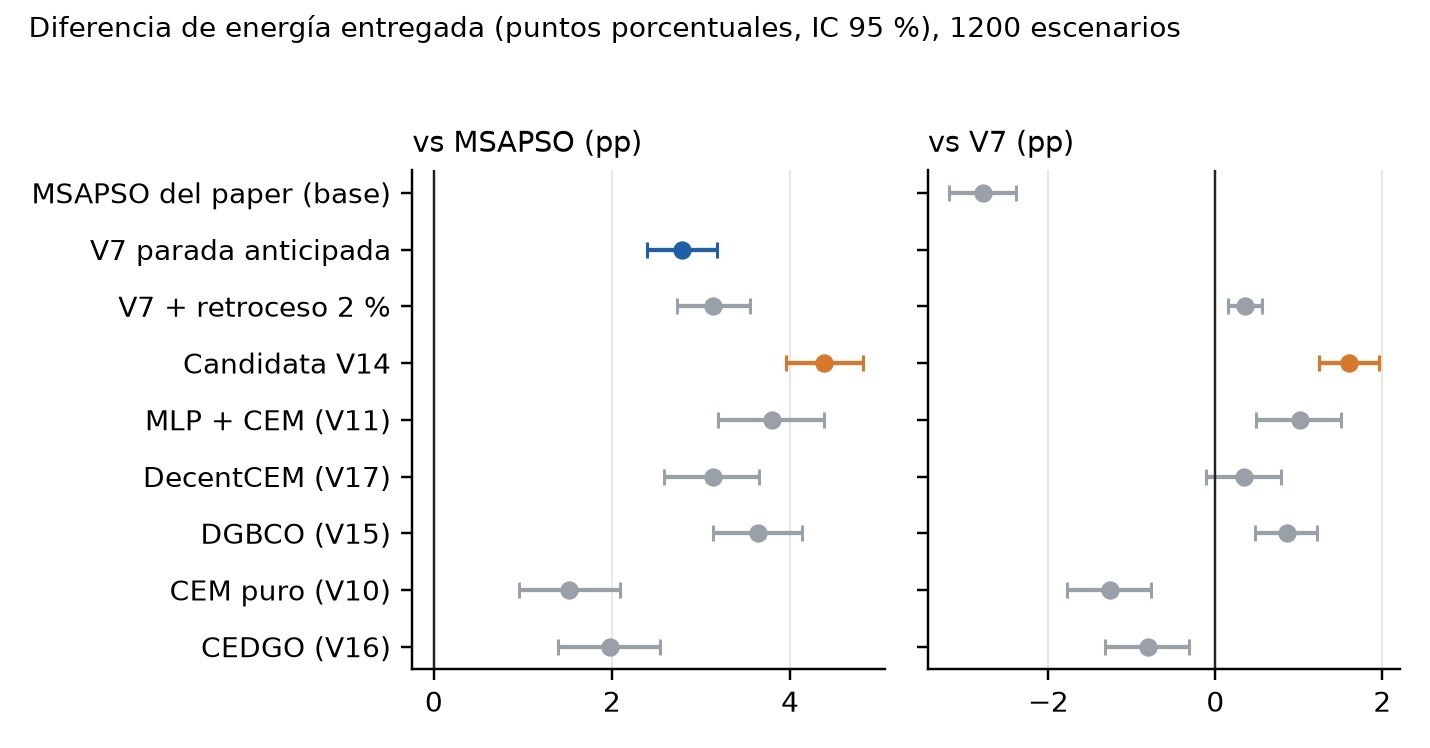 Diferencia de energía entregada (puntos porcentuales, IC 95 %), 1200 escenarios
vs MSAPSO (pp)
vs V7 (pp)
MSAPSO del paper (base)
V7 parada anticipada
V7 + retroceso 2 %
Candidata V14
MLP + CEM (V11)
DecentCEM (V17)
DGBCO (V15)
CEM puro (V10)
CEDGO (V16)
0 2 4
−2 0 2